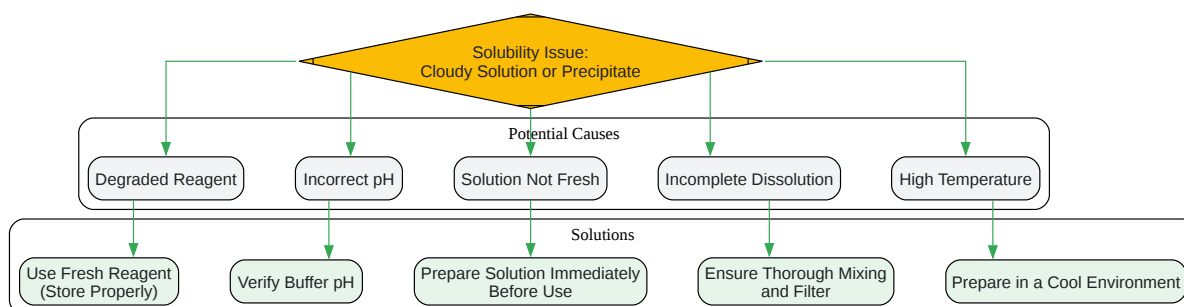 Solubility Issue:
Cloudy Solution or Precipitate
Potential Causes
Degraded Reagent
Incorrect pH
Solution Not Fresh
Incomplete Dissolution
High Temperature
Solutions
Use Fresh Reagent
(Store Properly)
Verify Buffer pH
Prepare Solution Immediately
Before Use
Ensure Thorough Mixing
and Filter
Prepare in a Cool Environment